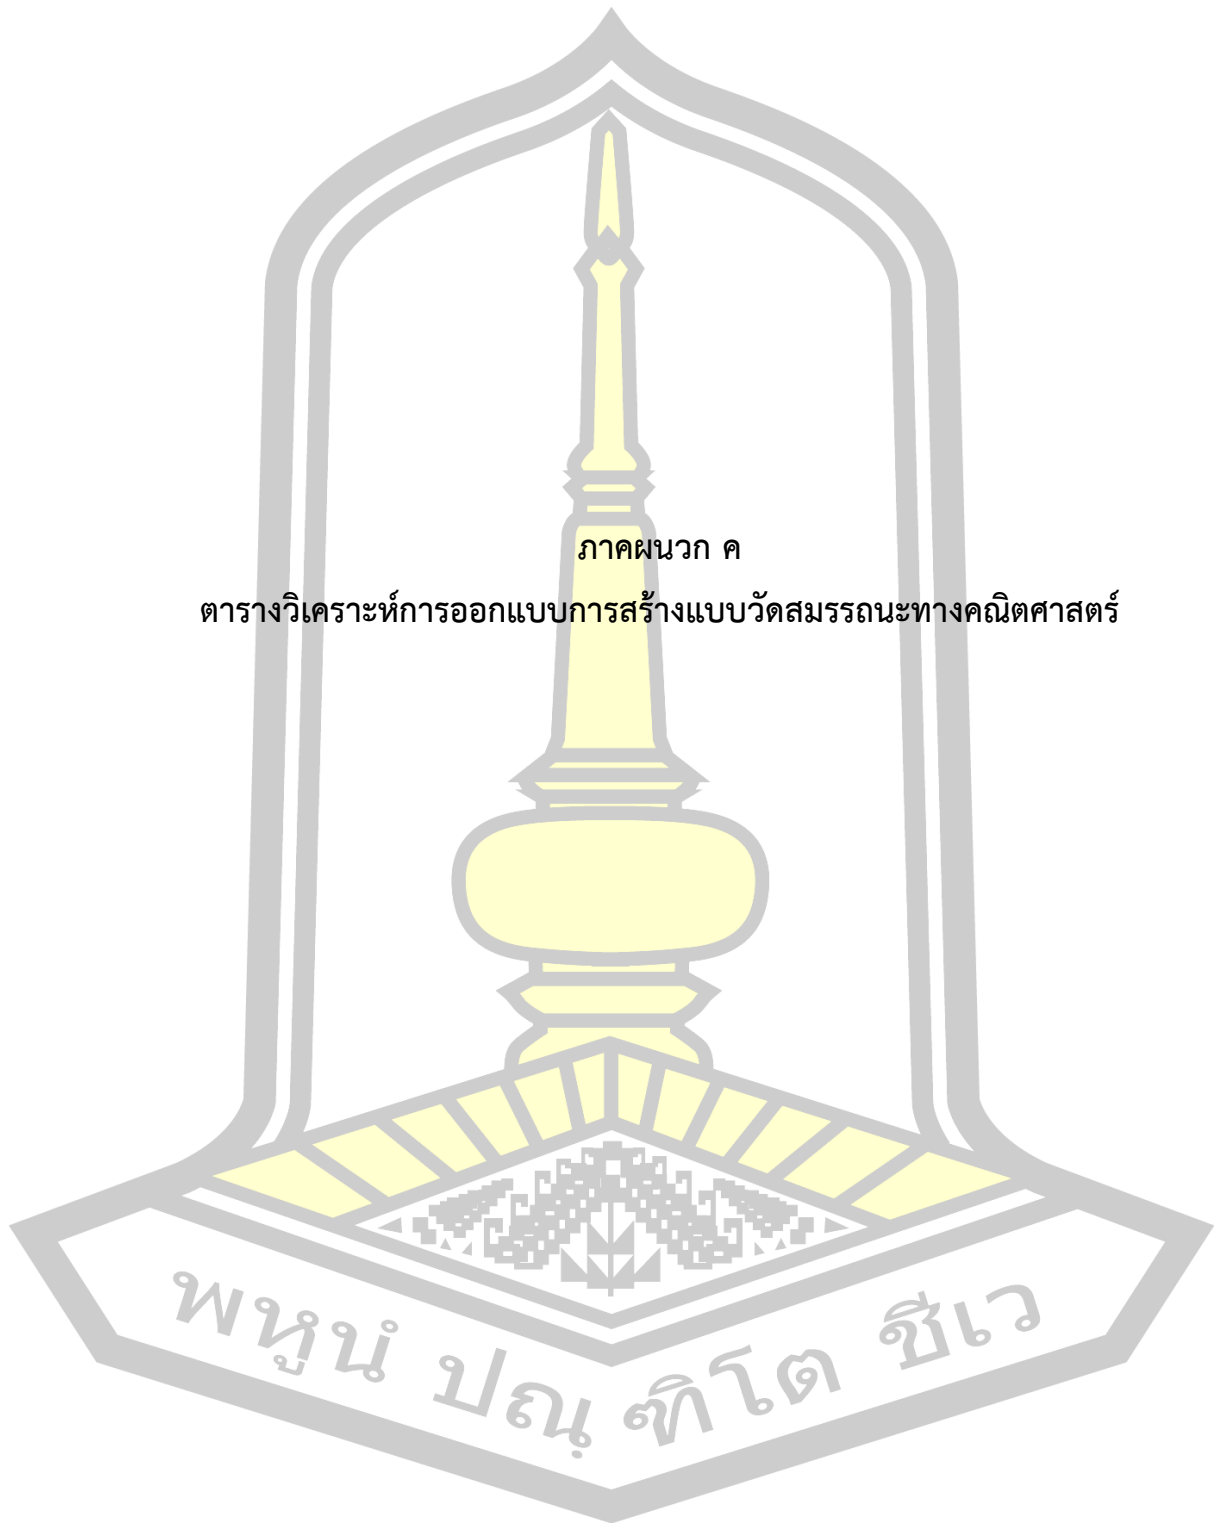 ภาคผนวก ค
ตารางวิเคราะห์การออกแบบการสร้างแบบวัดสมรรถนะทางคณิตศาสตร์
พหูนํ ปณฺ ฑิโต ชีเว